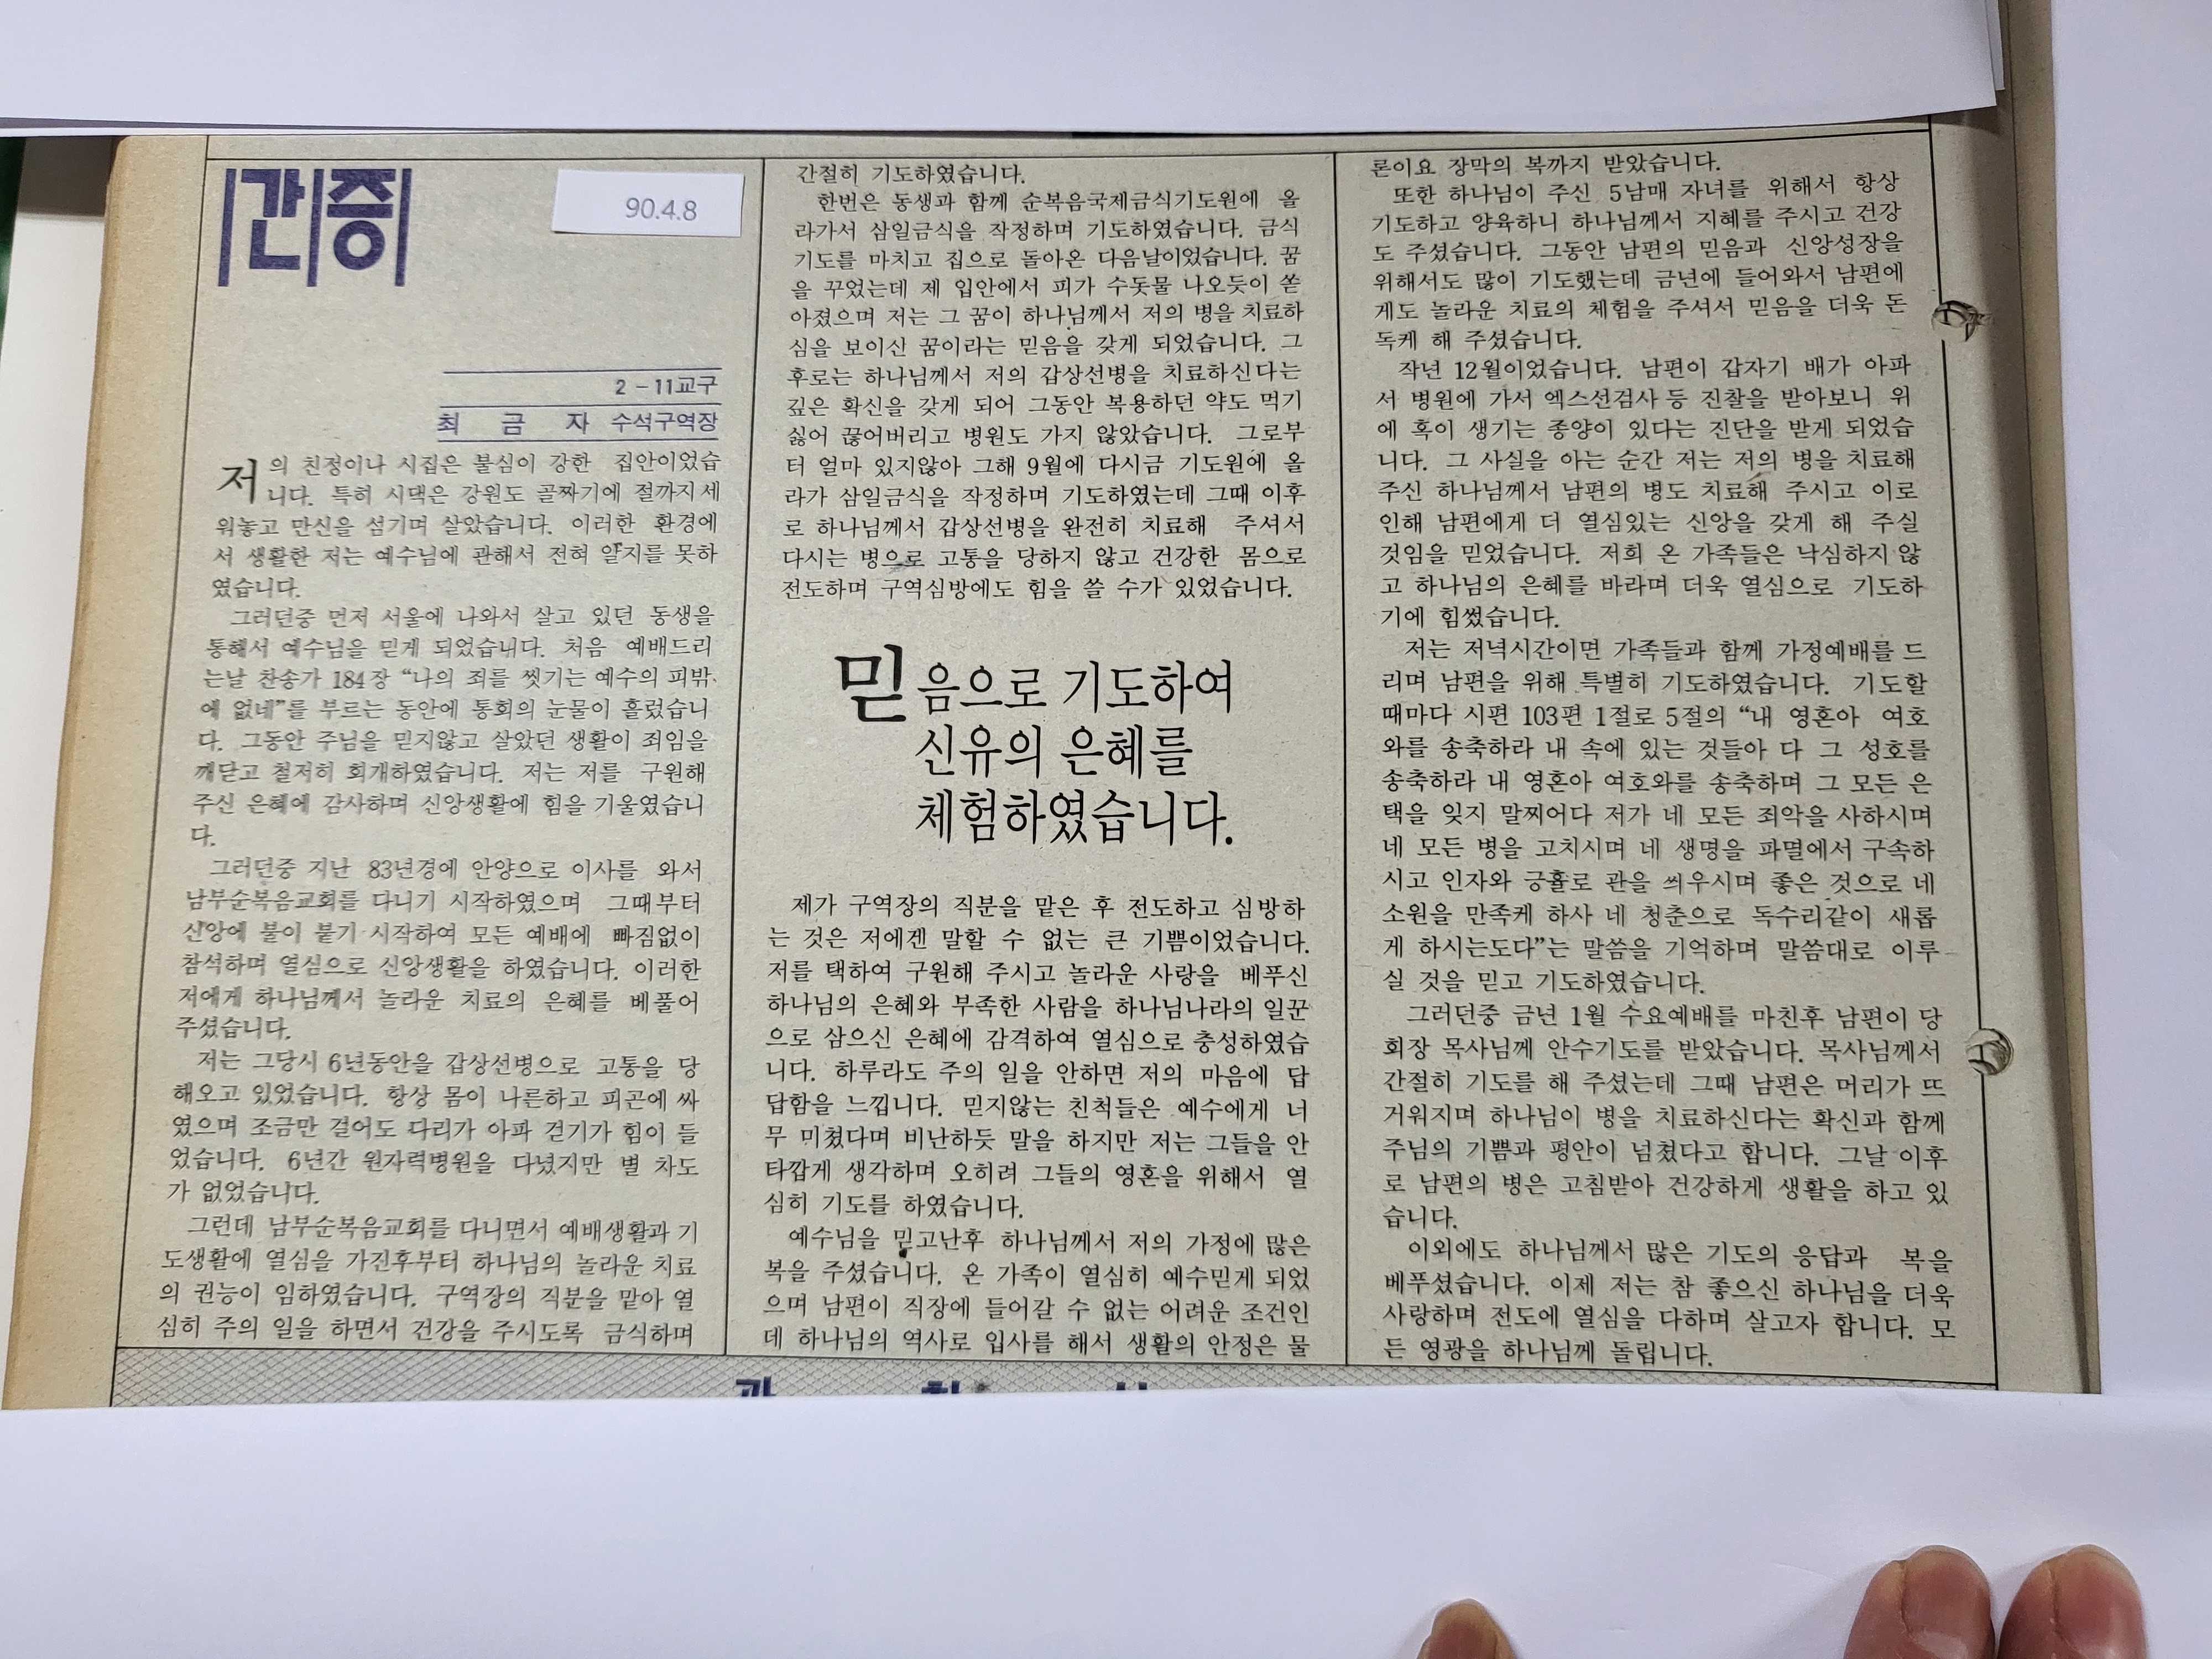 간증
90.4.8
2-11교구
최 금 자 수석구역장
저의 친정이나 시집은 불심이 강한 집안이었습
니다. 특히 시댁은 강원도 골짜기에 절까지 세
워놓고 만신을 섬기며 살았습니다. 이러한 환경에
서 생활한 저는 예수님에 관해서 전혀 알지를 못하
였습니다.
그러던중 먼저 서울에 나와서 살고 있던 동생을
통해서 예수님을 믿게 되었습니다. 처음 예배드리
는날 찬송가 184장 “나의 죄를 씻기는 예수의 피밖
에 없네”를 부르는 동안에 통회의 눈물이 흘렀습니
다. 그동안 주님을 믿지않고 살았던 생활이 죄임을
깨닫고 철저히 회개하였습니다. 저는 저를 구원해
주신 은혜에 감사하며 신앙생활에 힘을 기울였습니
다.
그러던중 지난 83년경에 안양으로 이사를 와서
남부순복음교회를 다니기 시작하였으며 그때부터
신앙에 불이 붙기 시작하여 모든 예배에 빠짐없이
참석하며 열심으로 신앙생활을 하였습니다. 이러한
저에게 하나님께서 놀라운 치료의 은혜를 베풀어
주셨습니다.
저는 그당시 6년동안을 갑상선병으로 고통을 당
해오고 있었습니다. 항상 몸이 나른하고 피곤에 싸
였으며 조금만 걸어도 다리가 아파 걷기가 힘이 들
었습니다. 6년간 원자력병원을 다녔지만 별 차도
가 없었습니다.
그런데 남부순복음교회를 다니면서 예배생활과 기
도생활에 열심을 가진후부터 하나님의 놀라운 치료
의 권능이 임하였습니다. 구역장의 직분을 맡아 열
심히 주의 일을 하면서 건강을 주시도록 금식하며
간절히 기도하였습니다.
한번은 동생과 함께 순복음국제금식기도원에 올
라가서 삼일금식을 작정하며 기도하였습니다. 금식
기도를 마치고 집으로 돌아온 다음날이었습니다. 꿈
을 꾸었는데 제 입안에서 피가 수돗물 나오듯이 쏟
아졌으며 저는 그 꿈이 하나님께서 저의 병을 치료하
심을 보이신 꿈이라는 믿음을 갖게 되었습니다. 그
후로는 하나님께서 저의 갑상선병을 치료하신다는
깊은 확신을 갖게 되어 그동안 복용하던 약도 먹기
싫어 끊어버리고 병원도 가지 않았습니다. 그로부
터 얼마 있지않아 그해 9월에 다시금 기도원에 올
라가 삼일금식을 작정하며 기도하였는데 그때 이후
로 하나님께서 갑상선병을 완전히 치료해 주셔서
다시는 병으로 고통을 당하지 않고 건강한 몸으로
전도하며 구역심방에도 힘을 쓸 수가 있었습니다.
믿음으로 기도하여
신유의 은혜를
체험하였습니다.
제가 구역장의 직분을 맡은 후 전도하고 심방하
는 것은 저에겐 말할 수 없는 큰 기쁨이었습니다.
저를 택하여 구원해 주시고 놀라운 사랑을 베푸신
하나님의 은혜와 부족한 사람을 하나님나라의 일꾼
으로 삼으신 은혜에 감격하여 열심으로 충성하였습
니다. 하루라도 주의 일을 안하면 저의 마음에 답
답함을 느낍니다. 믿지않는 친척들은 예수에게 너
무 미쳤다며 비난하듯 말을 하지만 저는 그들을 안
타깝게 생각하며 오히려 그들의 영혼을 위해서 열
심히 기도를 하였습니다.
예수님을 믿고난후 하나님께서 저의 가정에 많은
복을 주셨습니다. 온 가족이 열심히 예수믿게 되었
으며 남편이 직장에 들어갈 수 없는 어려운 조건인
데 하나님의 역사로 입사를 해서 생활의 안정은 물
론이요 장막의 복까지 받았습니다.
또한 하나님이 주신 5남매 자녀를 위해서 항상
기도하고 양육하니 하나님께서 지혜를 주시고 건강
도 주셨습니다. 그동안 남편의 믿음과 신앙성장을
위해서도 많이 기도했는데 금년에 들어와서 남편에
게도 놀라운 치료의 체험을 주셔서 믿음을 더욱 돈
독케 해 주셨습니다.
작년 12월이었습니다. 남편이 갑자기 배가 아파
서 병원에 가서 엑스선검사 등 진찰을 받아보니 위
에 혹이 생기는 종양이 있다는 진단을 받게 되었습
니다. 그 사실을 아는 순간 저는 저의 병을 치료해
주신 하나님께서 남편의 병도 치료해 주시고 이로
인해 남편에게 더 열심있는 신앙을 갖게 해 주실
것임을 믿었습니다. 저희 온 가족들은 낙심하지 않
고 하나님의 은혜를 바라며 더욱 열심으로 기도하
기에 힘썼습니다.
저는 저녁시간이면 가족들과 함께 가정예배를 드
리며 남편을 위해 특별히 기도하였습니다. 기도할
때마다 시편 103편 1절로 5절의 “내 영혼아 여호
와를 송축하라 내 속에 있는 것들아 다 그 성호를
송축하라 내 영혼아 여호와를 송축하며 그 모든 은
택을 잊지 말찌어다 저가 네 모든 죄악을 사하시며
네 모든 병을 고치시며 네 생명을 파멸에서 구속하
시고 인자와 긍휼로 관을 씌우시며 좋은 것으로 네
소원을 만족케 하사 네 청춘으로 독수리같이 새롭
게 하시는도다”는 말씀을 기억하며 말씀대로 이루
실 것을 믿고 기도하였습니다.
그러던중 금년 1월 수요예배를 마친후 남편이 당
회장 목사님께 안수기도를 받았습니다. 목사님께서
간절히 기도를 해 주셨는데 그때 남편은 머리가 뜨
거워지며 하나님이 병을 치료하신다는 확신과 함께
주님의 기쁨과 평안이 넘쳤다고 합니다. 그날 이후
로 남편의 병은 고침받아 건강하게 생활을 하고 있
습니다.
이외에도 하나님께서 많은 기도의 응답과 복을
베푸셨습니다. 이제 저는 참 좋으신 하나님을 더욱
사랑하며 전도에 열심을 다하며 살고자 합니다. 모
든 영광을 하나님께 돌립니다.